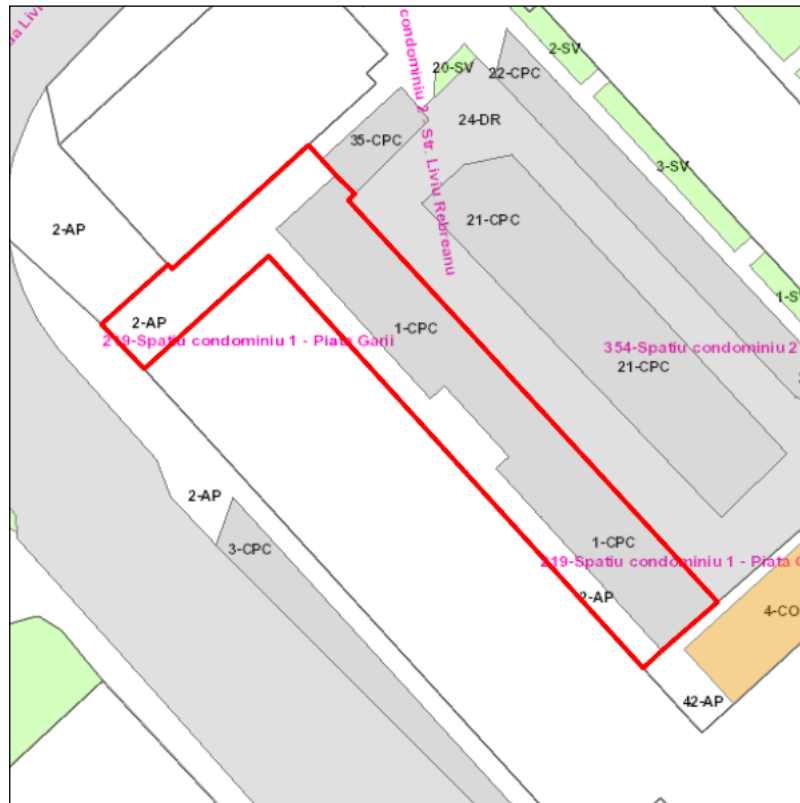 2-SV
20-SV
22-CPC
condominiu 2 - Str. Liviu Rebreanu
24-DR
35-CPC
3-SV
21-CPC
2-AP
2-AP
219-Spatiu condominiu 1 - Piata Garii
1-CPC
354-Spatiu condominiu 2
21-CPC
2-AP
3-CPC
1-CPC
219-Spatiu condominiu 1 - Piata
2-AP
4-CO
42-AP